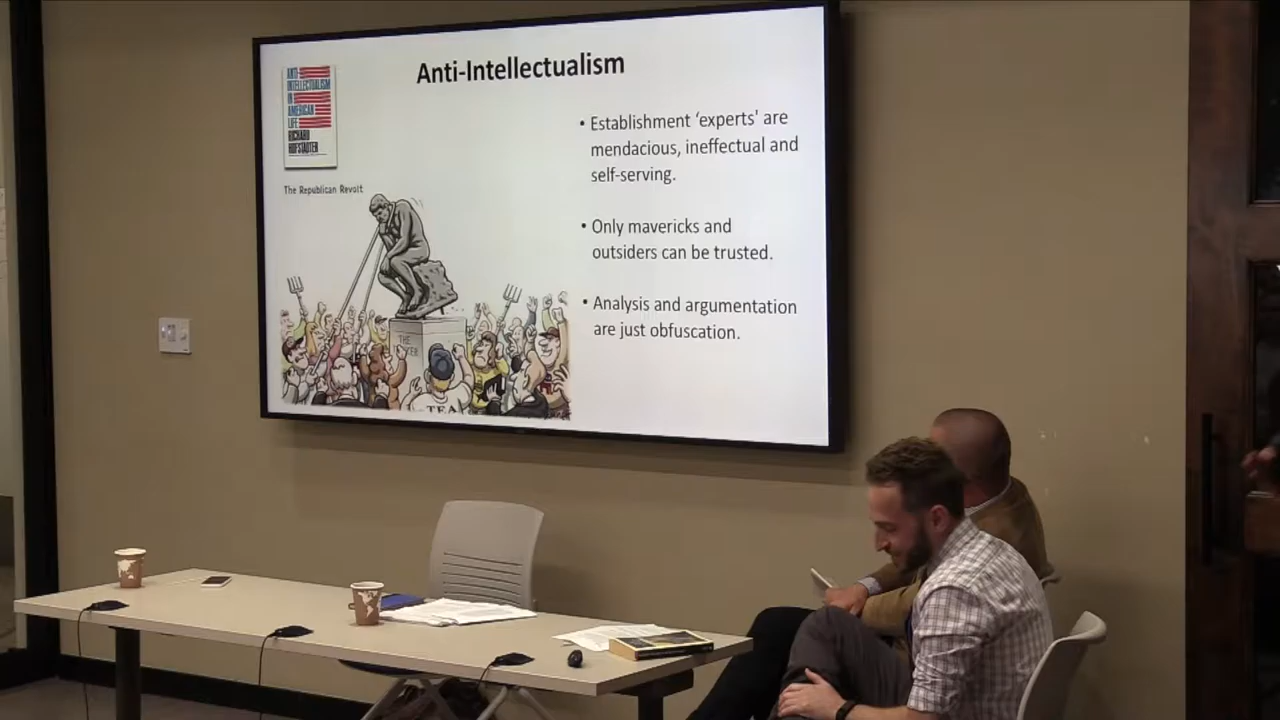 Anti-Intellectualism
ANTI-
INTELLECTUALISM
IN
AMERICAN
LIFE
RICHARD
HOFSTADTER
The Republican Revolt
THE
TEA
• Establishment ‘experts' are
mendacious, ineffectual and
self-serving.
• Only mavericks and
outsiders can be trusted.
• Analysis and argumentation
are just obfuscation.